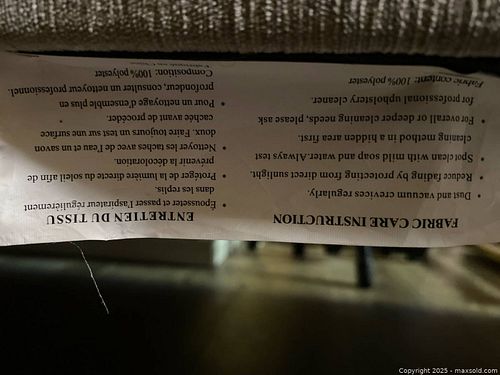 FABRIC CARE INSTRUCTION
• Dust and vacuum crevices regularly.
• Reduce fading by protecting from direct sunlight.
• Spot clean with mild soap and water. Always test
cleaning method in a hidden area first.
• For overall or deeper cleaning needs, please ask
for professional upholstery cleaner.
Fabric content: 100% polyester
ENTRETIEN DU TISSU
• Épousseter et passer l'aspirateur régulièrement
dans les replis.
• Protéger de la lumière directe du soleil afin de
prévenir la décoloration.
• Nettoyer les taches avec de l'eau et un savon
doux. Faire toujours un test sur une surface
cachée avant de procéder.
• Pour un nettoyage d'ensemble plus en
profondeur, consulter un nettoyeur professionnel.
Composition: 100% polyester
Copyright 2025 - maxsold.com